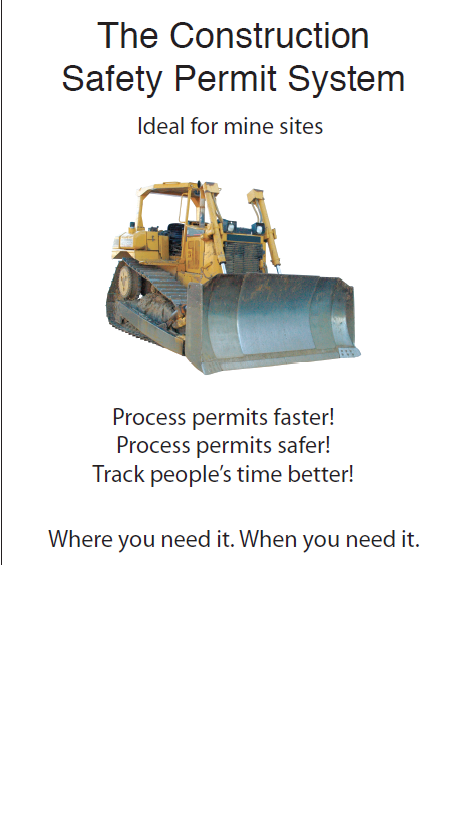 The Construction
Safety Permit System
Ideal for mine sites
Process permits faster!
Process permits safer!
Track people’s time better!
Where you need it. When you need it.